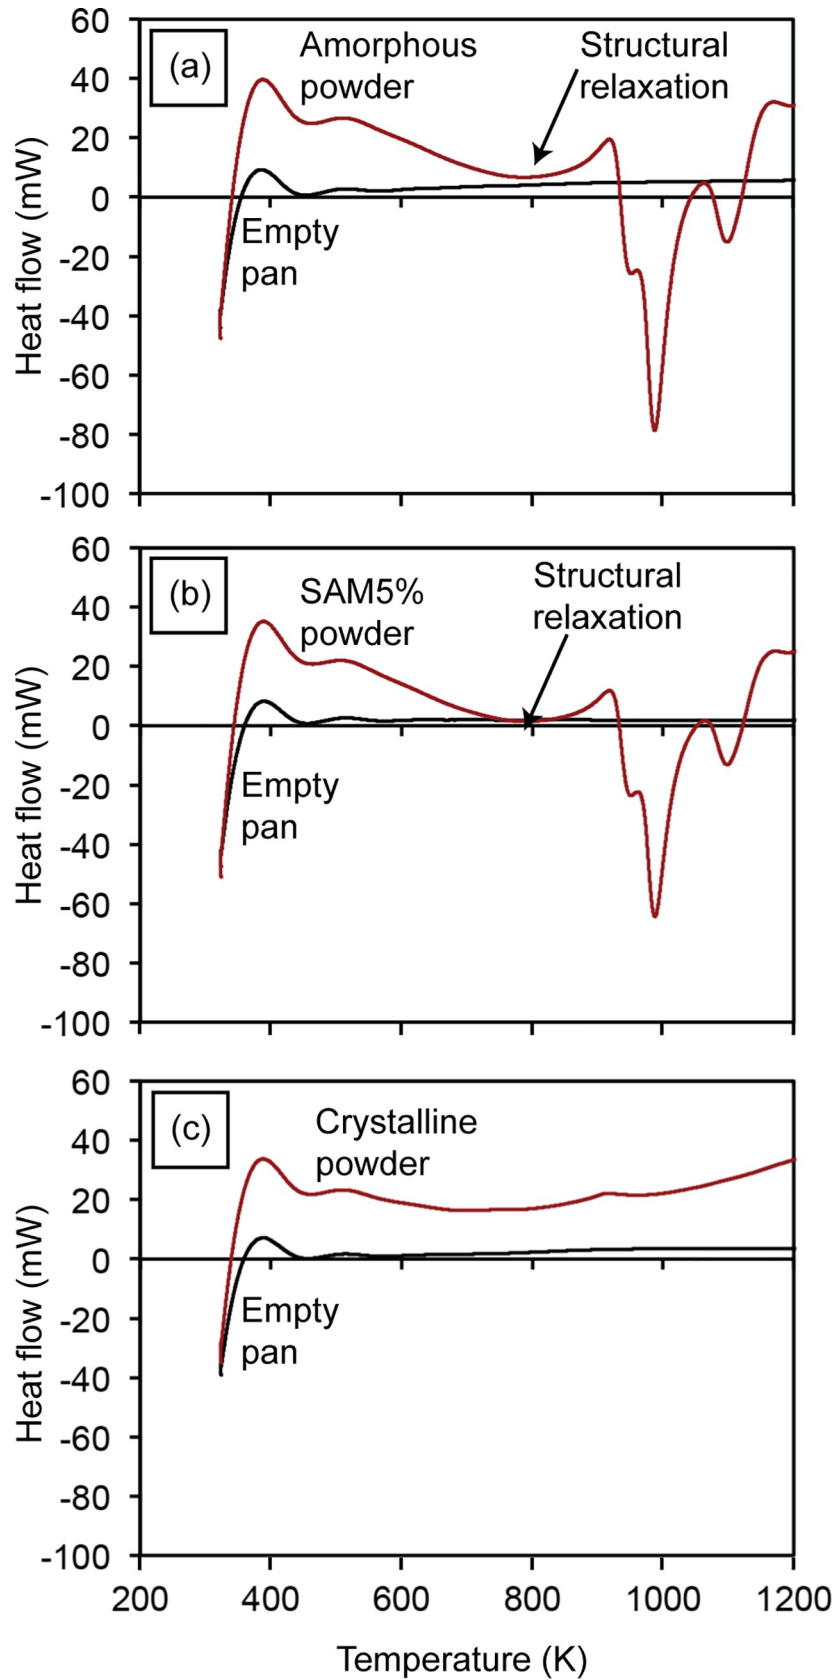 60
(a)
Amorphous
powder
Structural
relaxation
40
20
0
Empty
pan
-20
-40
-60
-80
-100
Heat flow (mW)
60
(b)
SAM5%
powder
Structural
relaxation
40
20
0
Empty
pan
-20
-40
-60
-80
-100
Heat flow (mW)
60
(c)
Crystalline
powder
40
20
0
Empty
pan
-20
-40
-60
-80
-100
Heat flow (mW)
200 400 600 800 1000 1200
Temperature (K)